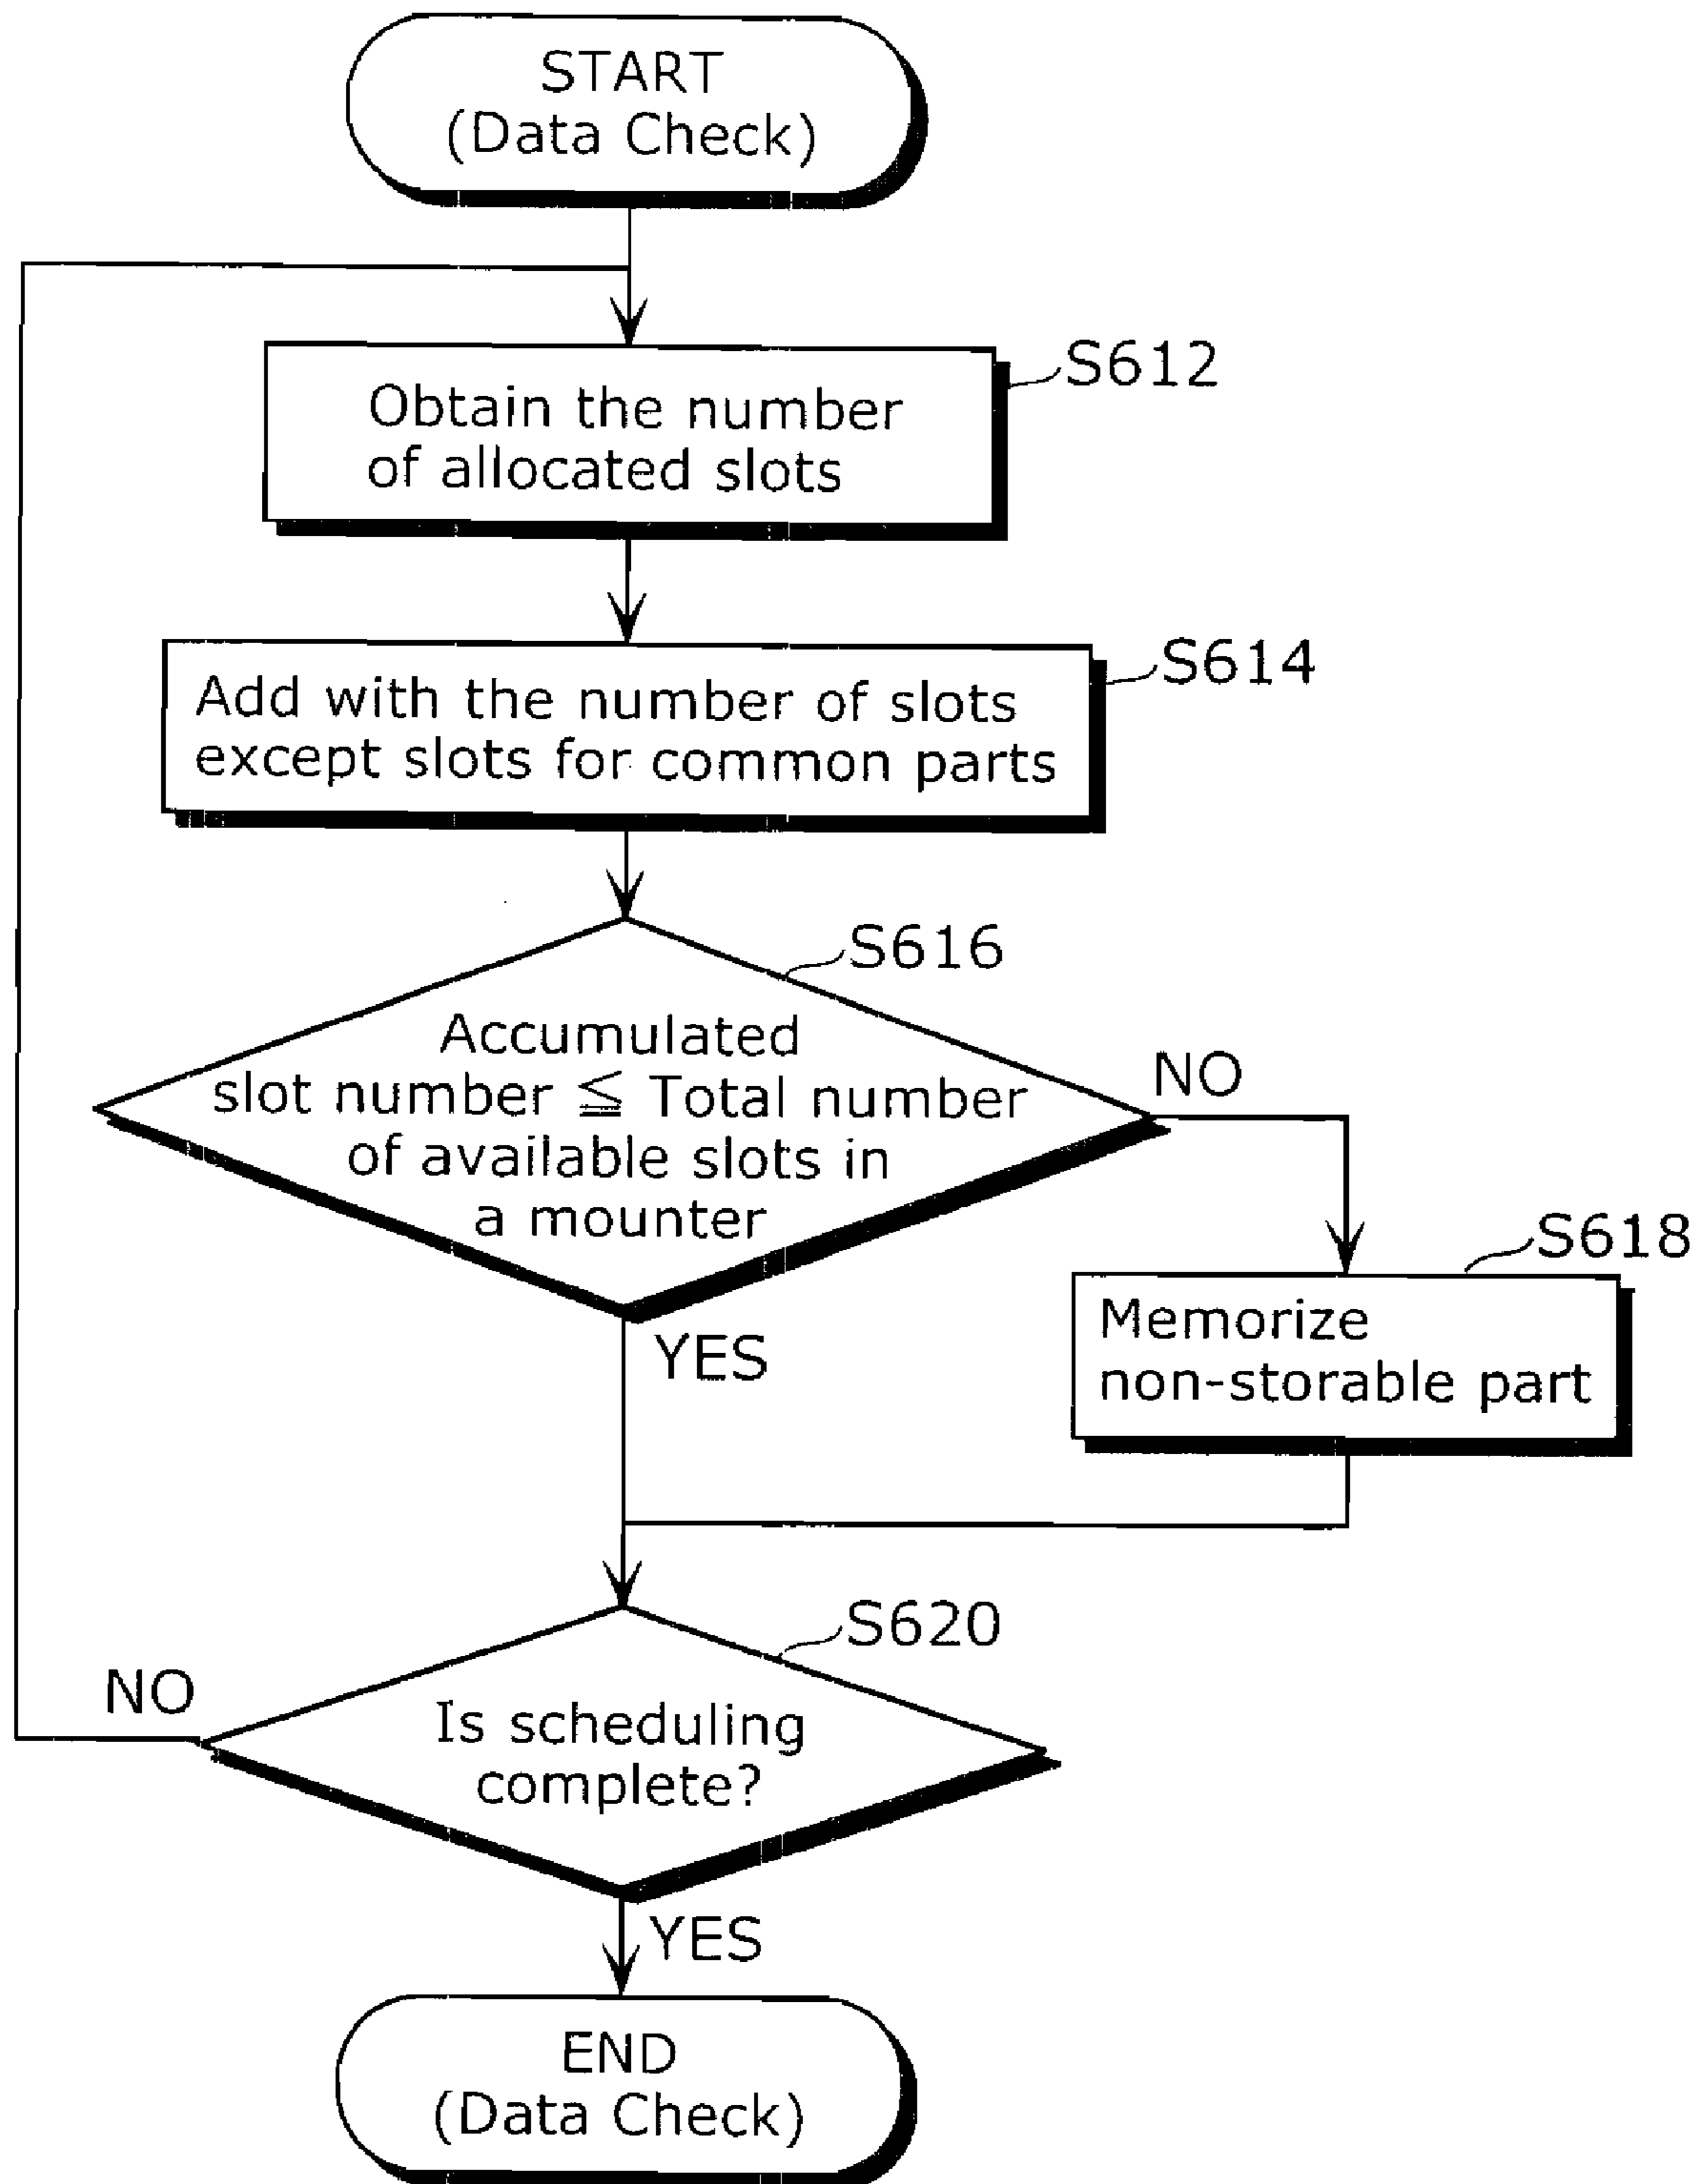 START
(Data Check)
S612
Obtain the number
of allocated slots
S614
Add with the number of slots
except slots for common parts
S616
Accumulated
slot number ≦ Total number
of available slots in
a mounter
NO
YES
S618
Memorize
non-storable part
S620
NO
Is scheduling
complete?
YES
END
(Data Check)